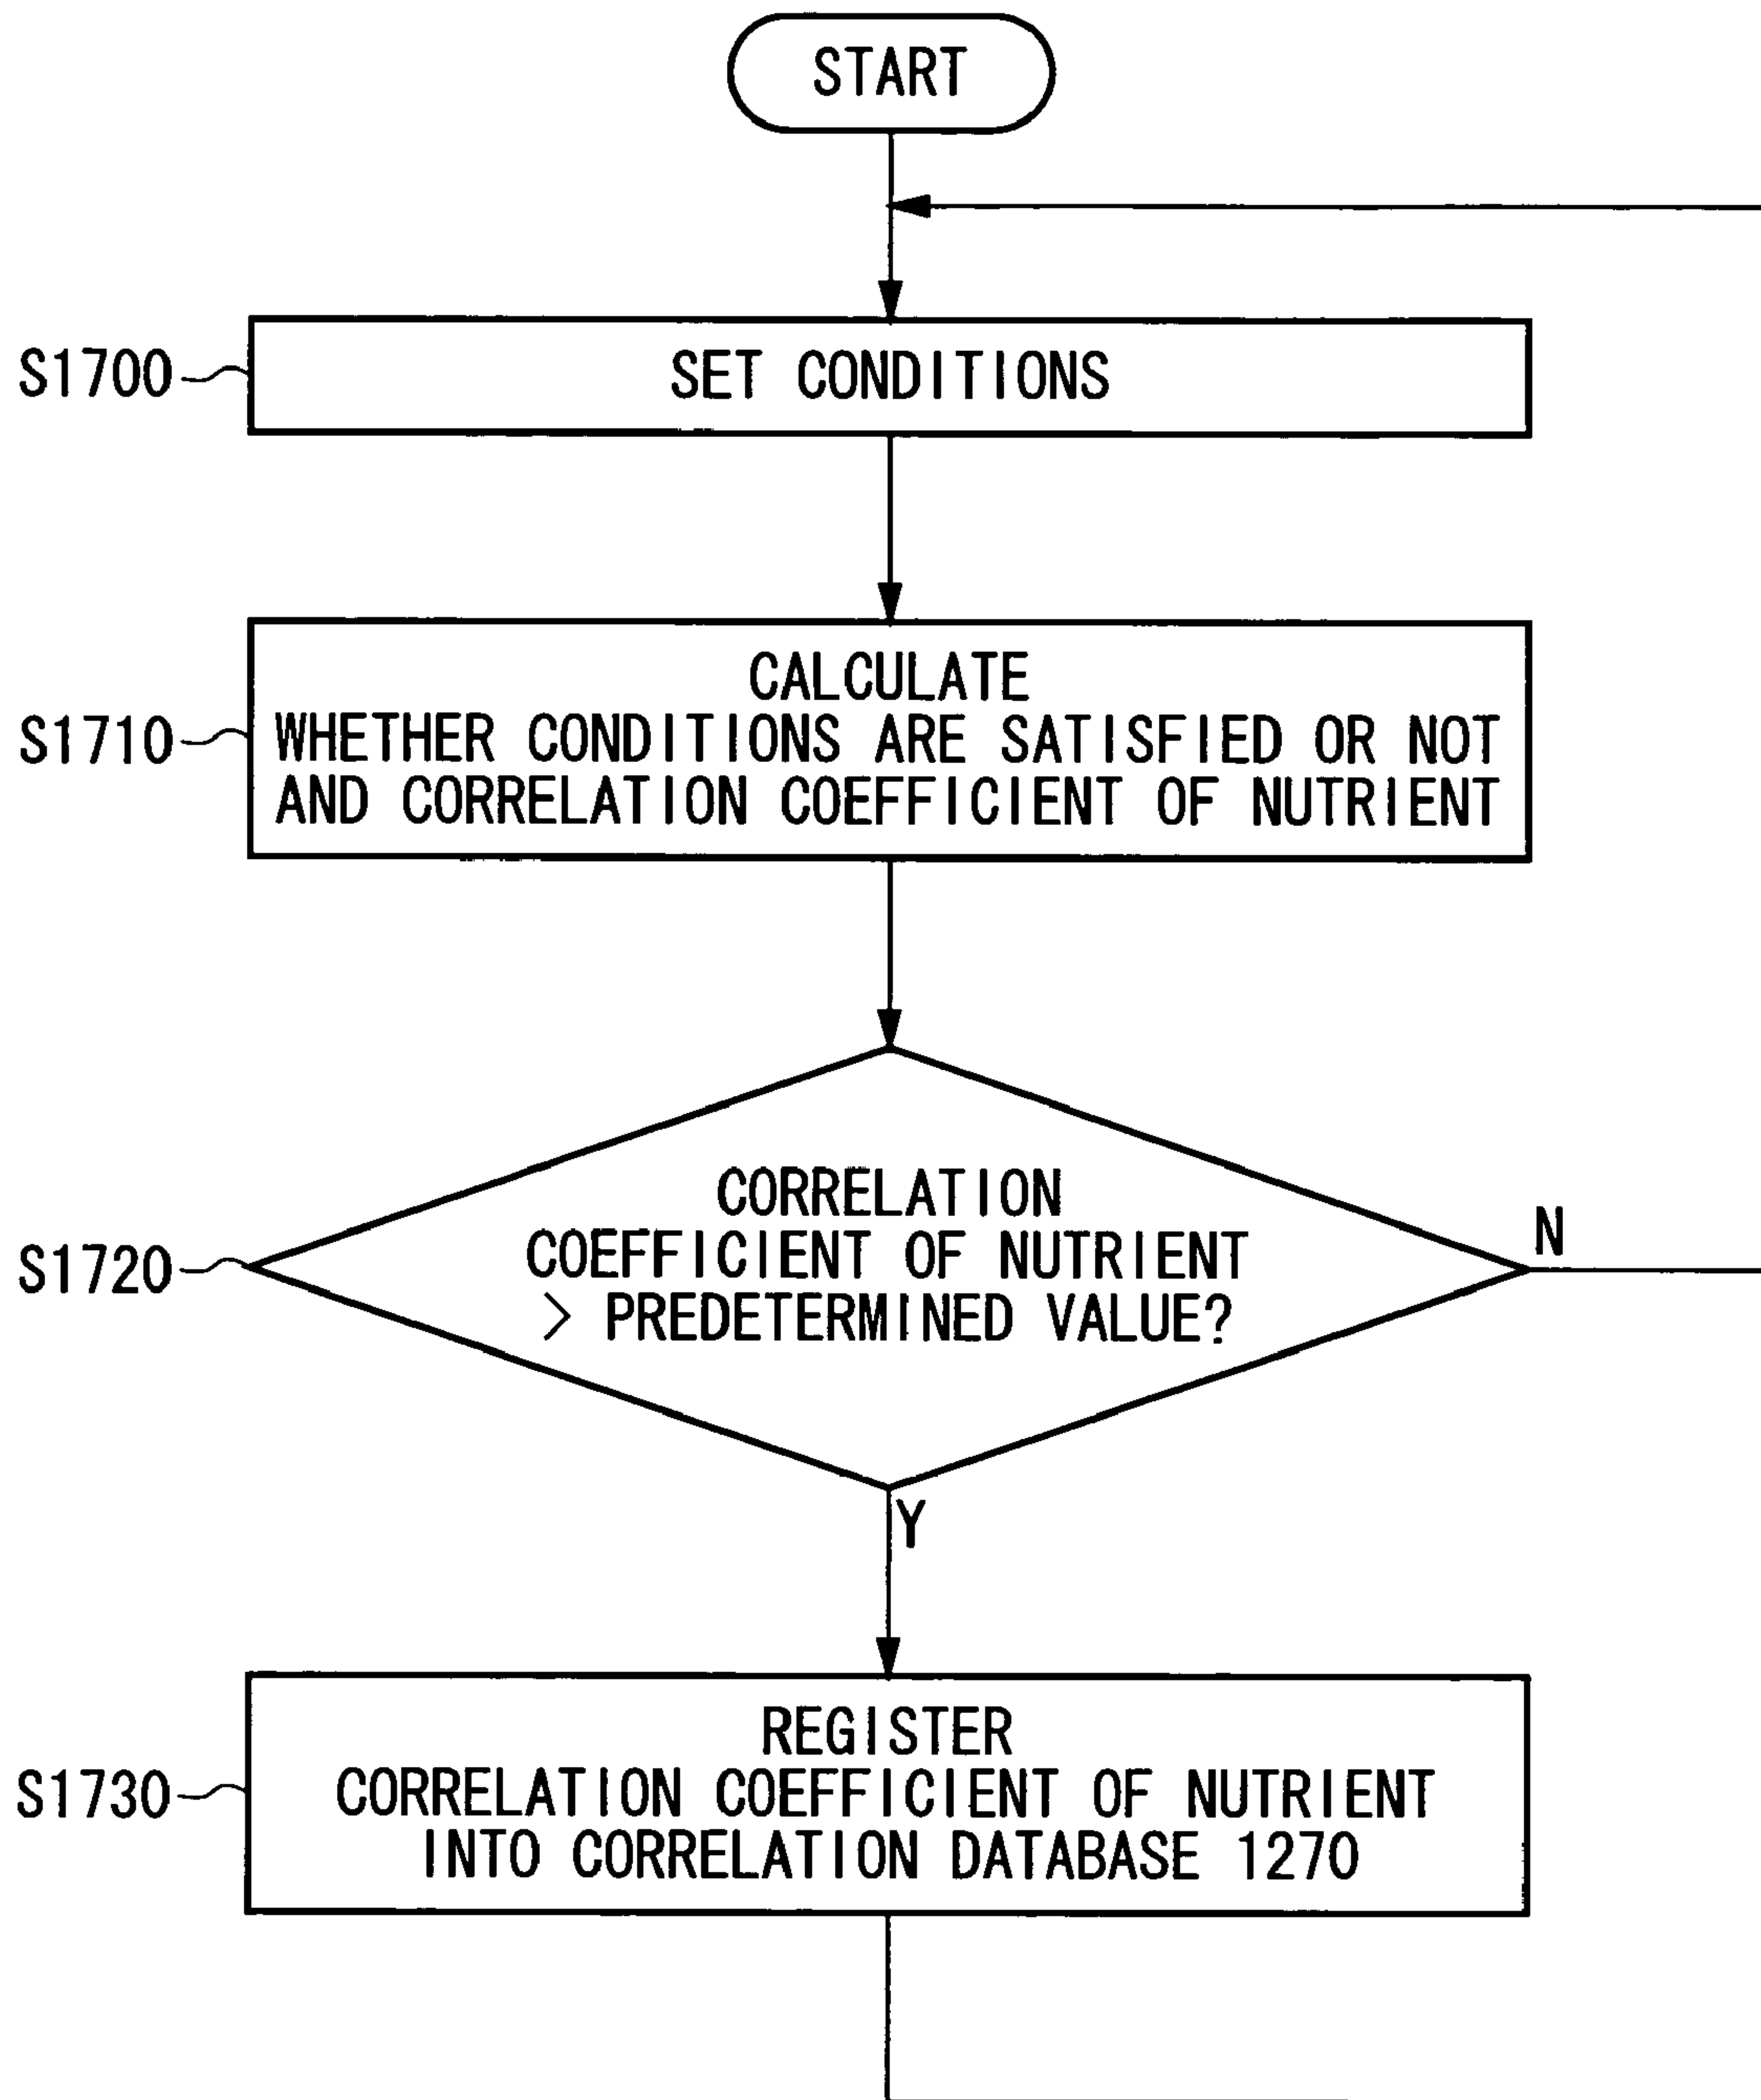 START
S1700
SET CONDITIONS
CALCULATE
S1710
WHETHER CONDITIONS ARE SATISFIED OR NOT
AND CORRELATION COEFFICIENT OF NUTRIENT
CORRELATION
COEFFICIENT OF NUTRIENT
> PREDETERMINED VALUE?
S1720
N
Y
REGISTER
S1730
CORRELATION COEFFICIENT OF NUTRIENT
INTO CORRELATION DATABASE 1270